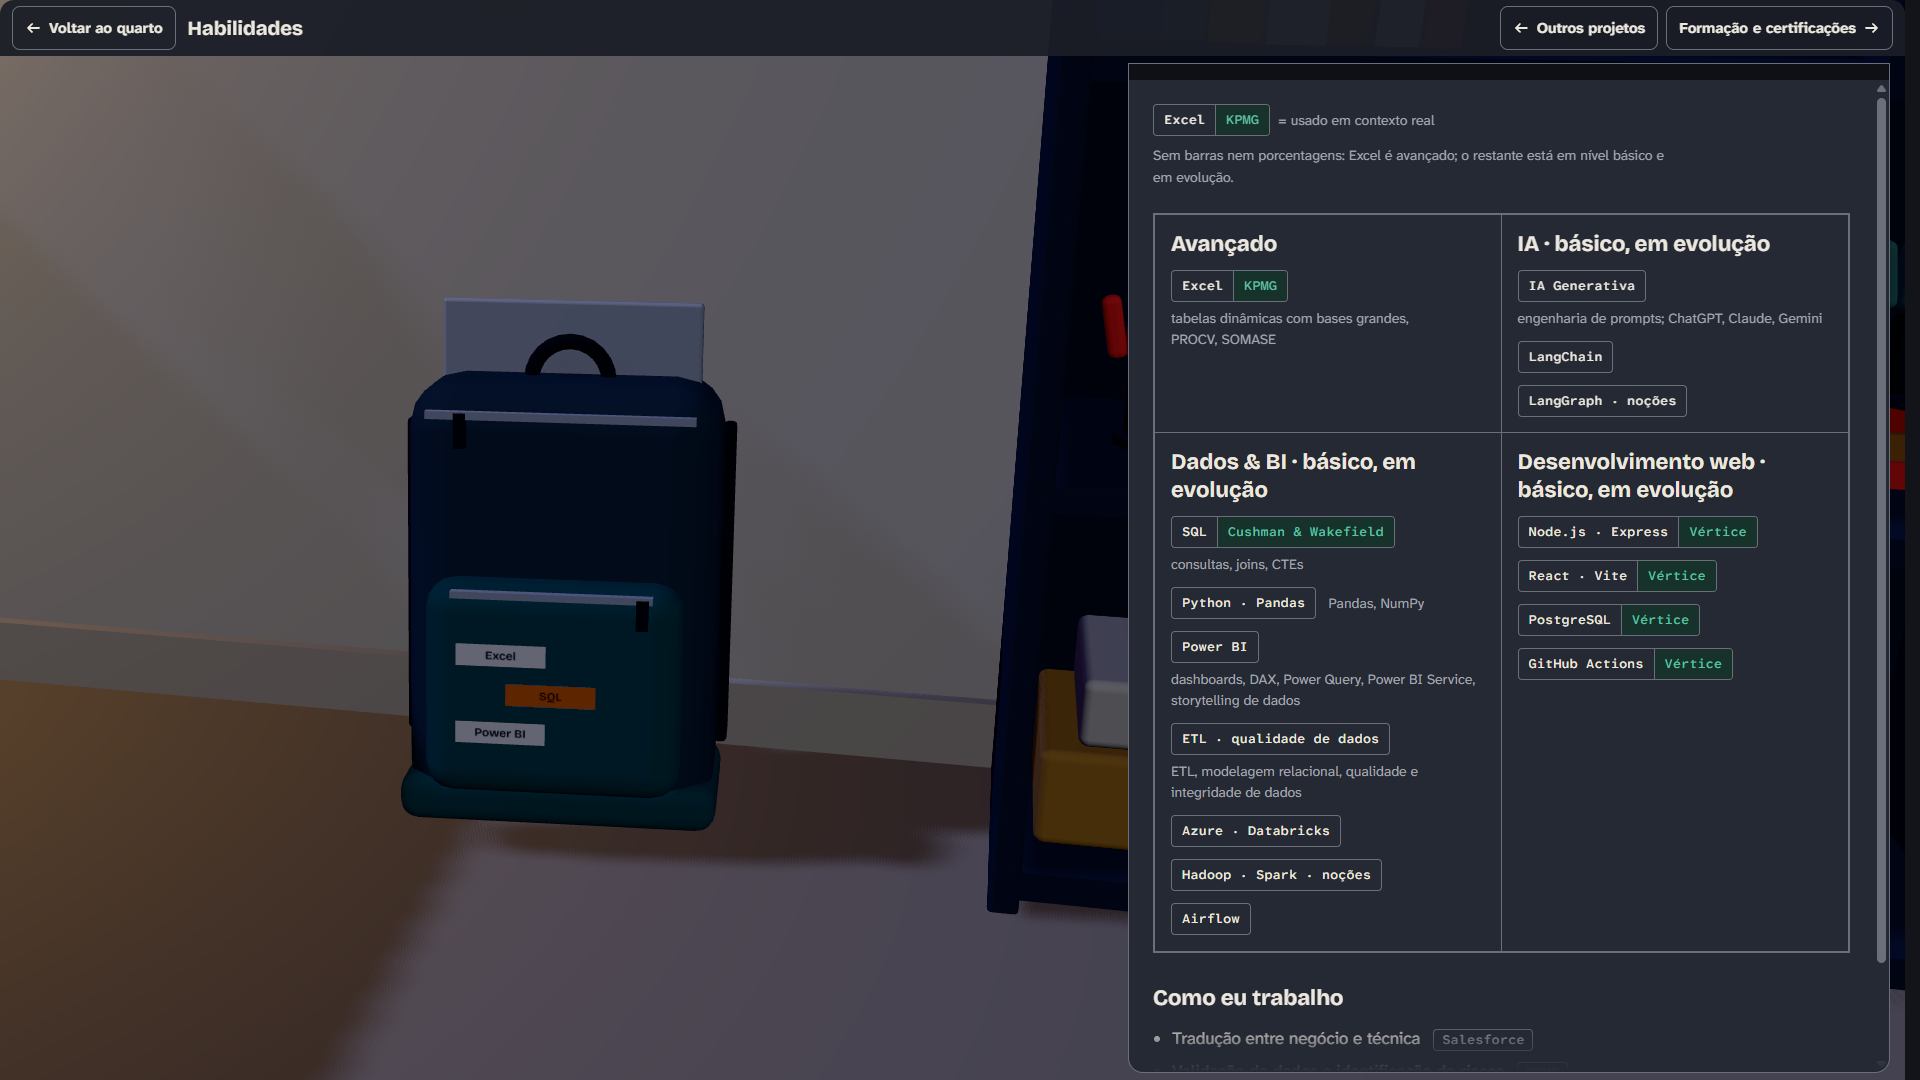 ← Voltar ao quarto
Habilidades
← Outros projetos
Formação e certificações →
Excel KPMG = usado em contexto real
Sem barras nem porcentagens: Excel é avançado; o restante está em nível básico e
em evolução.
Avançado
Excel KPMG
tabelas dinâmicas com bases grandes,
PROCV, SOMASE
IA · básico, em evolução
IA Generativa
engenharia de prompts; ChatGPT, Claude, Gemini
LangChain
LangGraph · noções
Dados & BI · básico, em
evolução
SQL Cushman & Wakefield
consultas, joins, CTEs
Python · Pandas Pandas, NumPy
Power BI
dashboards, DAX, Power Query, Power BI Service,
storytelling de dados
ETL · qualidade de dados
ETL, modelagem relacional, qualidade e
integridade de dados
Azure · Databricks
Hadoop · Spark · noções
Airflow
Desenvolvimento web ·
básico, em evolução
Node.js · Express Vértice
React · Vite Vértice
PostgreSQL Vértice
GitHub Actions Vértice
Como eu trabalho
• Tradução entre negócio e técnica Salesforce
Excel
SQL
Power BI